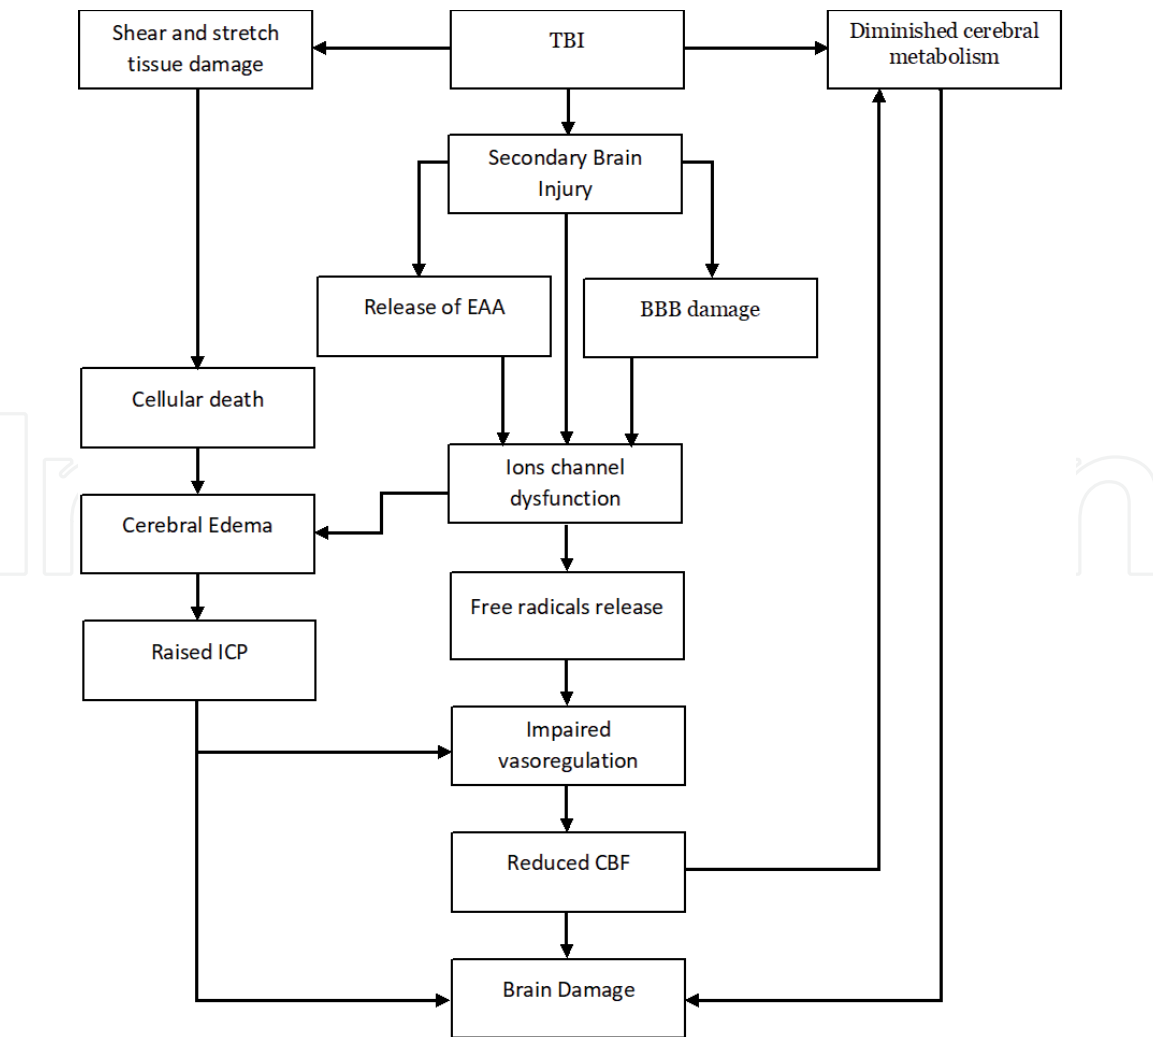 Shear and stretch
tissue damage
TBI
Diminished cerebral
metabolism
Secondary Brain
Injury
Release of EAA
BBB damage
Cellular death
Ions channel
dysfunction
Cerebral Edema
Free radicals release
Raised ICP
Impaired
vasoregulation
Reduced CBF
Brain Damage